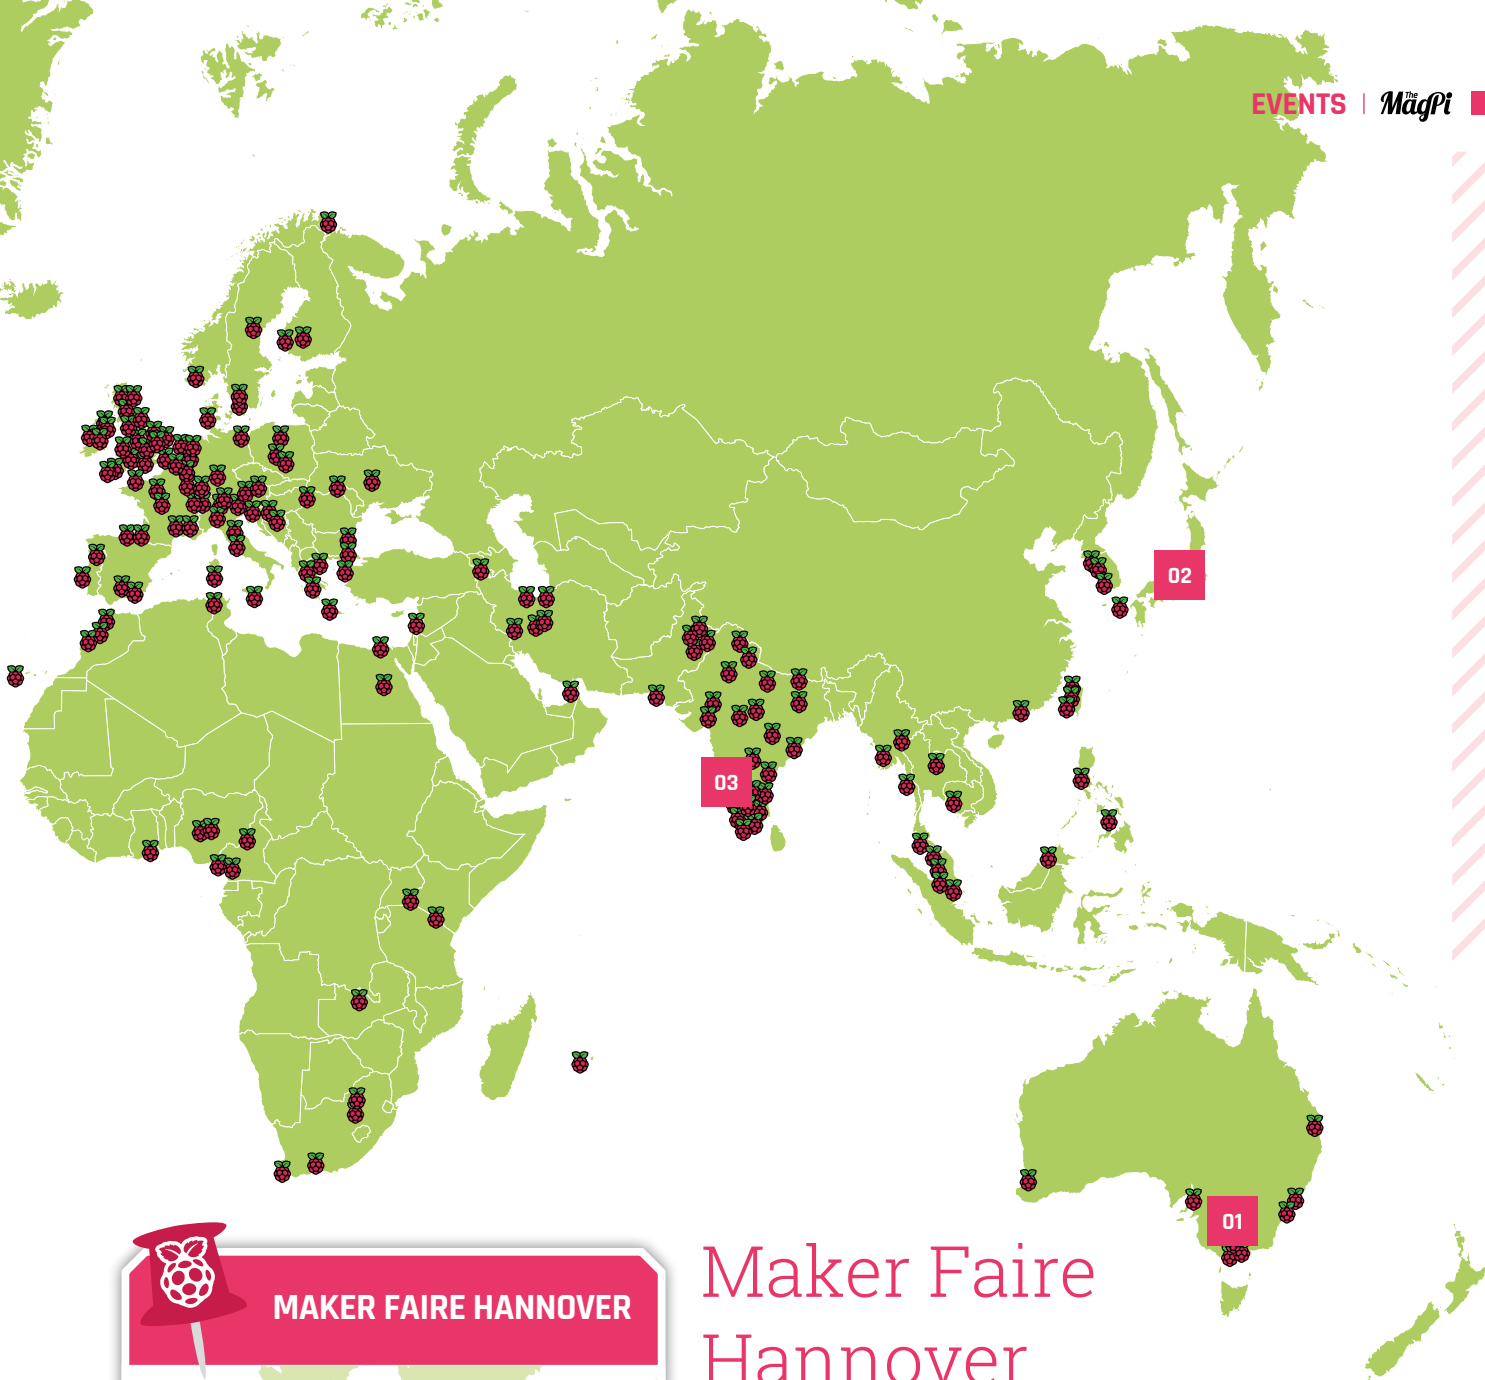 EVENTS
The MagPi
02
03
01
MAKER FAIRE HANNOVER
Maker Faire
Hannover